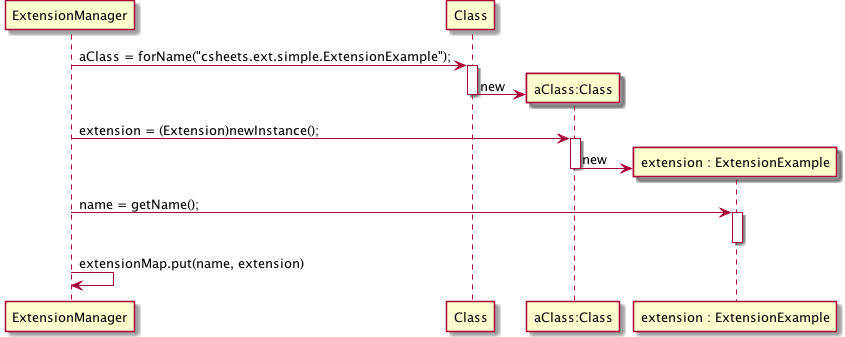 ExtensionManager
Class
aClass = forName("csheets.ext.simple.ExtensionExample");
new
aClass:Class
extension = (Extension)newInstance();
new
extension : ExtensionExample
name = getName();
extensionMap.put(name, extension)
ExtensionManager
Class
aClass:Class
extension : ExtensionExample